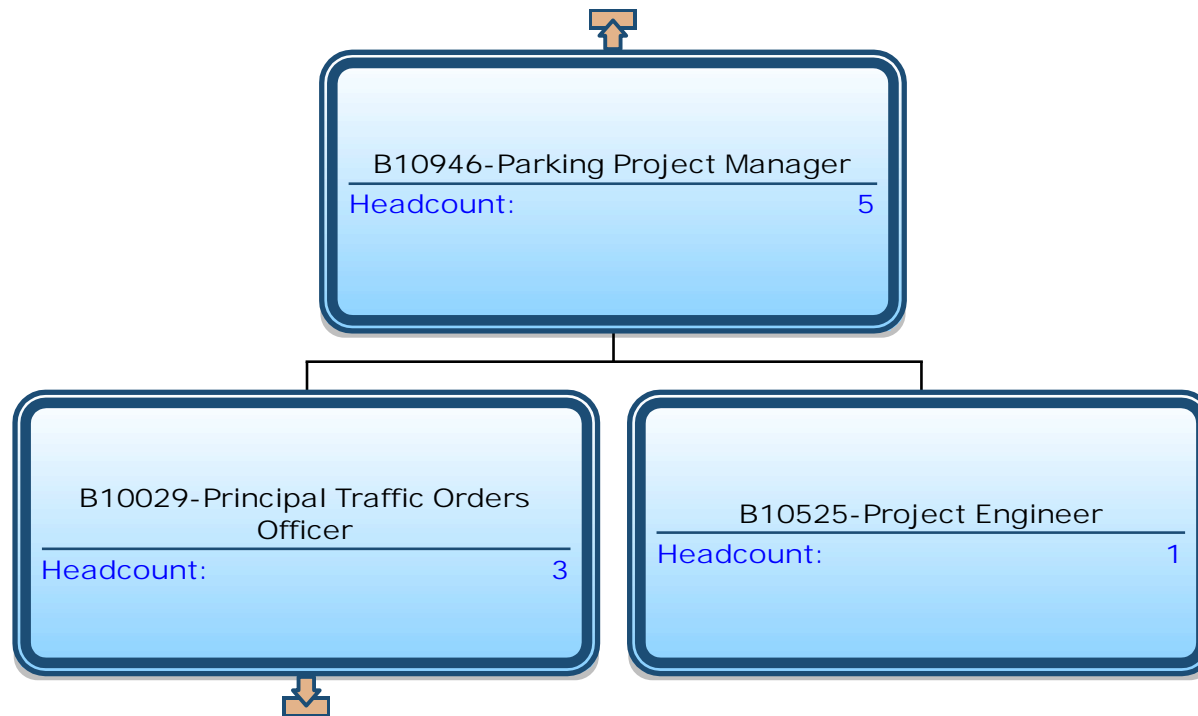 B10946-Parking Project Manager
Headcount: 5
B10029-Principal Traffic Orders
Officer
Headcount: 3
B10525-Project Engineer
Headcount: 1